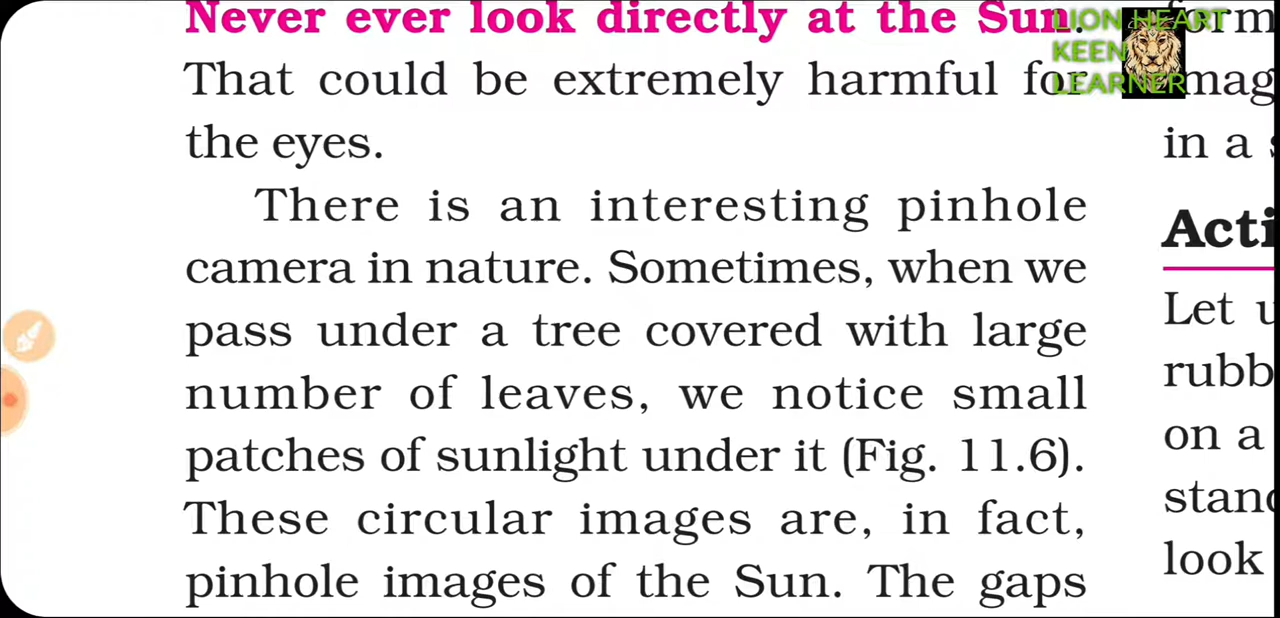 Never ever look directly at the Sun.
That could be extremely harmful for
the eyes.
There is an interesting pinhole
camera in nature. Sometimes, when we
pass under a tree covered with large
number of leaves, we notice small
patches of sunlight under it (Fig. 11.6).
These circular images are, in fact,
pinhole images of the Sun. The gaps
LION HEART
KEEN
LEARNER
in a
Let
on a
look